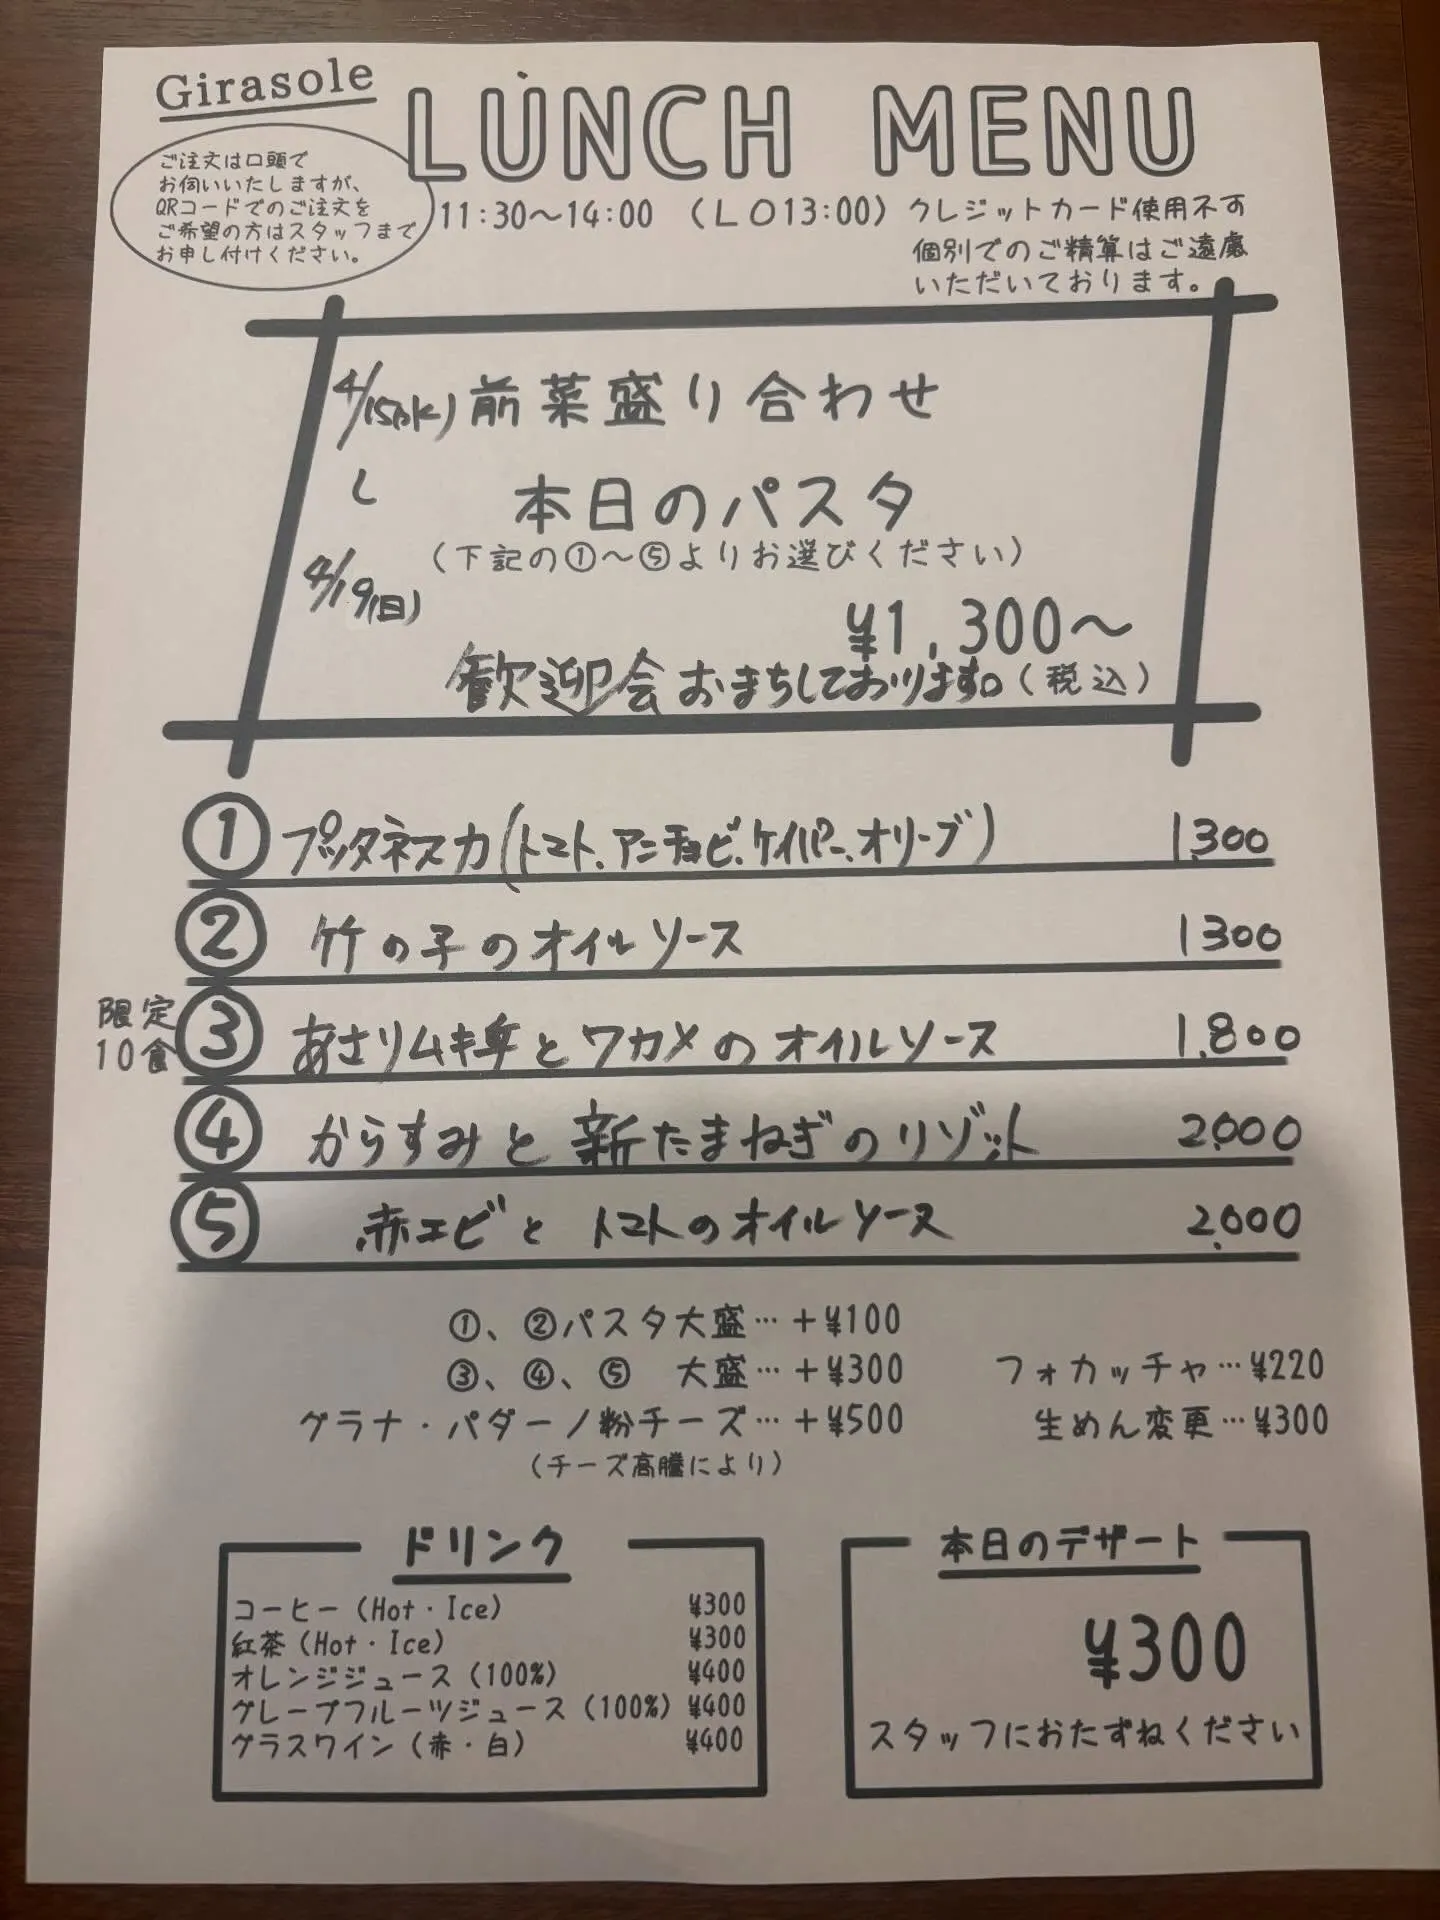 Girasole
LUNCH MENU
ご注文は口頭で
お伺いいたしますが、
QRコードでのご注文を
ご希望の方はスタッフまで
お申し付けください。
11:30〜14:00 (LO13:00)
クレジットカード使用不可
個別でのご精算はご遠慮
いただいております。
4/15(水)
〜
4/19(日)
前菜盛り合わせ
本日のパスタ
(下記の①〜⑤よりお選びください)
¥1,300〜
歓迎会おまちしております。(税込)
① プッタネスカ(トマト、アンチョビ、ケイパー、オリーブ) 1,300
② 竹の子のオイルソース 1300
限定
10食
③ あさりムキ身とワカメのオイルソース 1,800
④ からすみと新たまねぎのリゾット 2,000
⑤ 赤エビとトマトのオイルソース 2,000
①、②パスタ大盛…+¥100
③、④、⑤ 大盛…+¥300
グラナ・パダーノ粉チーズ…+¥500
(チーズ高騰により)
フォカッチャ…¥220
生めん変更…¥300
ドリンク
コーヒー(Hot・Ice) ¥300
紅茶(Hot・Ice) ¥300
オレンジジュース(100%) ¥400
グレープフルーツジュース(100%) ¥400
グラスワイン(赤・白) ¥400
本日のデザート
¥300
スタッフにおたずねください